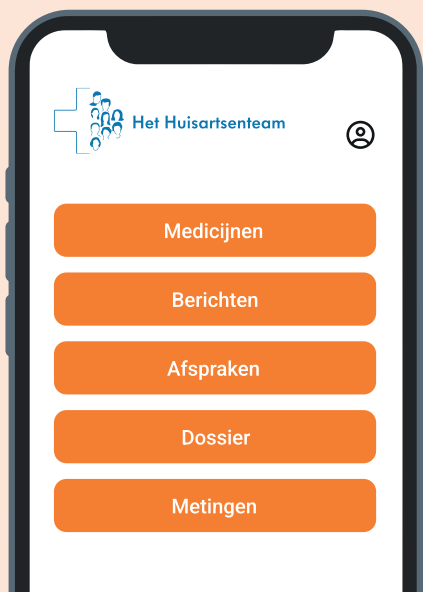 Het Huisartsenteam
Medicijnen
Berichten
Afspraken
Dossier
Metingen